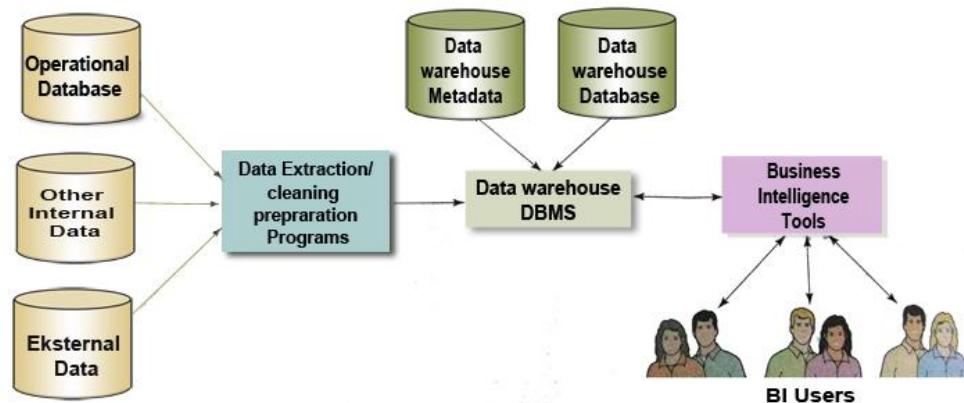 Operational
Database
Other
Internal
Data
Eksternal
Data
Data Extraction/
cleaning
prepraration
Programs
Data
warehouse
Metadata
Data
warehouse
Database
Data warehouse
DBMS
Business
Intelligence
Tools
BI Users